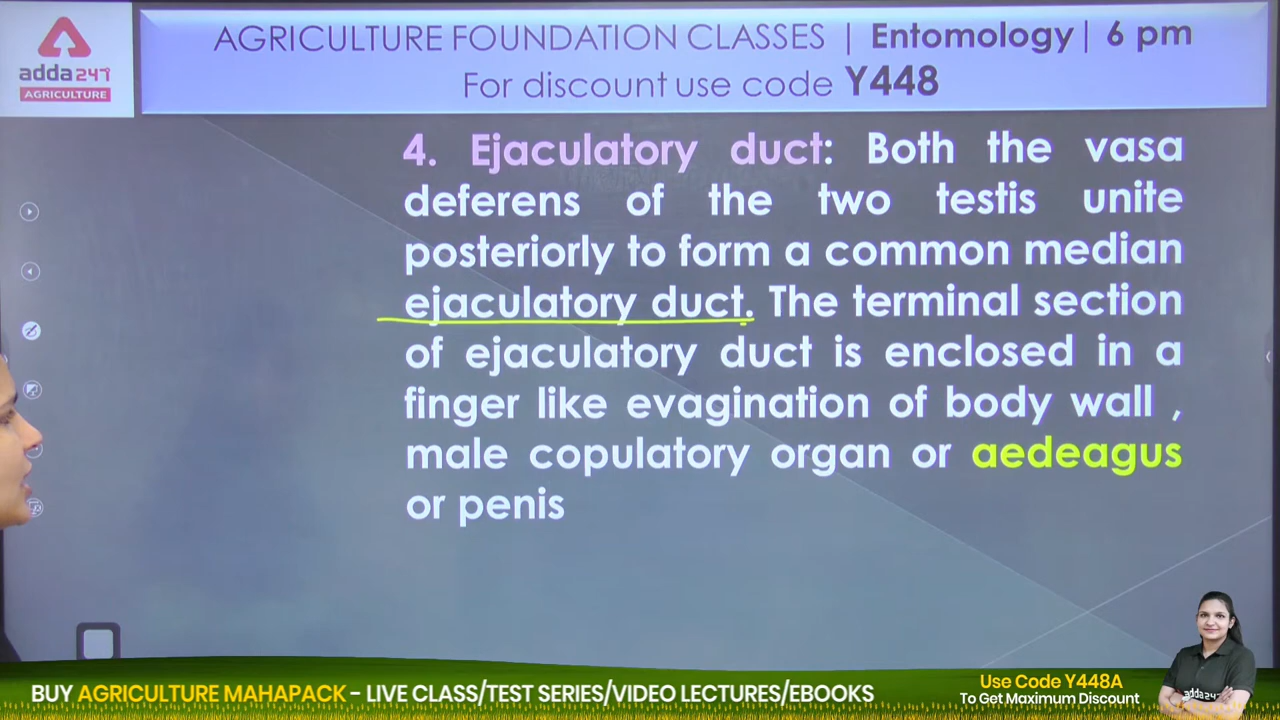 adda247
AGRICULTURE
AGRICULTURE FOUNDATION CLASSES | Entomology| 6 pm
For discount use code Y448
4. Ejaculatory duct: Both the vasa
deferens of the two testis unite
posteriorly to form a common median
ejaculatory duct. The terminal section
of ejaculatory duct is enclosed in a
finger like evagination of body wall ,
male copulatory organ or aedeagus
or penis
BUY AGRICULTURE MAHAPACK - LIVE CLASS/TEST SERIES/VIDEO LECTURES/EBOOKS
Use Code Y448A
To Get Maximum Discount
adda247